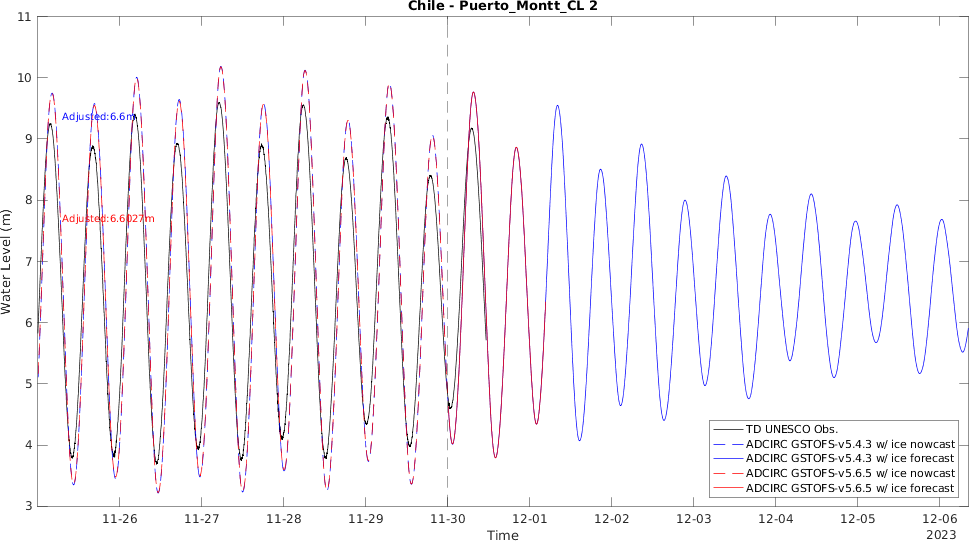 Chile - Puerto_Montt_CL 2
Water Level (m)
11
10
9
8
7
6
5
4
3
Adjusted:6.6m
Adjusted:6.6027m
TD UNESCO Obs.
ADCIRC GSTOFS-v5.4.3 w/ ice nowcast
ADCIRC GSTOFS-v5.4.3 w/ ice forecast
ADCIRC GSTOFS-v5.6.5 w/ ice nowcast
ADCIRC GSTOFS-v5.6.5 w/ ice forecast
11-26 11-27 11-28 11-29 11-30 12-01 12-02 12-03 12-04 12-05 12-06
Time
2023